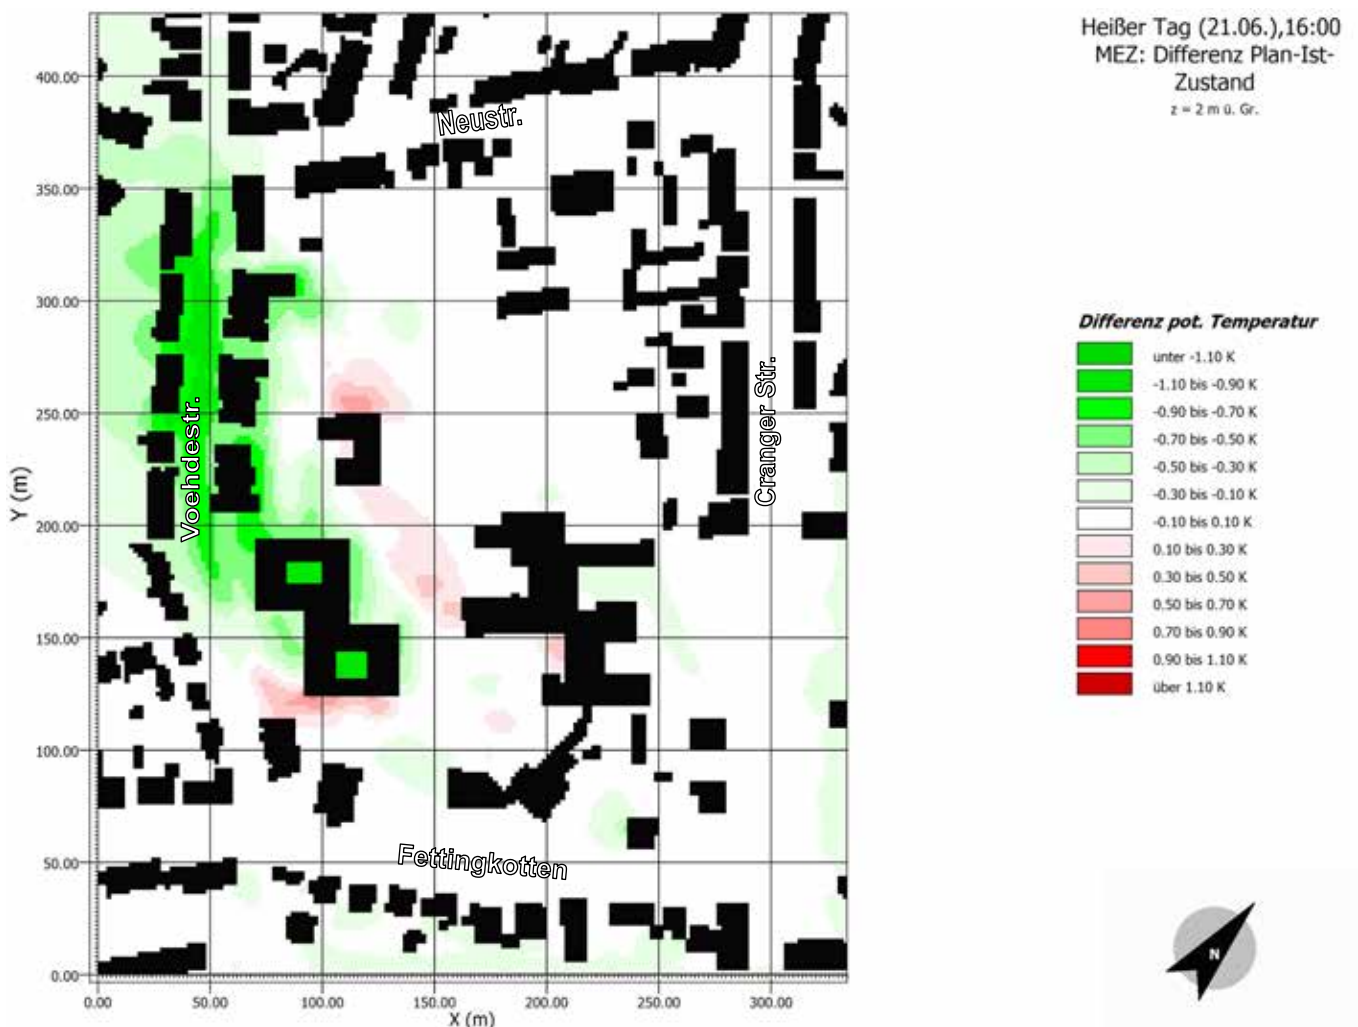 Heißer Tag (21.06.),16:00
MEZ: Differenz Plan-Ist-
Zustand
z = 2 m ü. Gr.
400.00
350.00
300.00
250.00
200.00
150.00
100.00
50.00
0.00
Y (m)
0.00 50.00 100.00 150.00 200.00 250.00 300.00
X (m)
Neustr.
Voehdestr.
Cranger Str.
Fettingkotten
Differenz pot. Temperatur
unter -1.10 K
-1.10 bis -0.90 K
-0.90 bis -0.70 K
-0.70 bis -0.50 K
-0.50 bis -0.30 K
-0.30 bis -0.10 K
-0.10 bis 0.10 K
0.10 bis 0.30 K
0.30 bis 0.50 K
0.50 bis 0.70 K
0.70 bis 0.90 K
0.90 bis 1.10 K
über 1.10 K
N